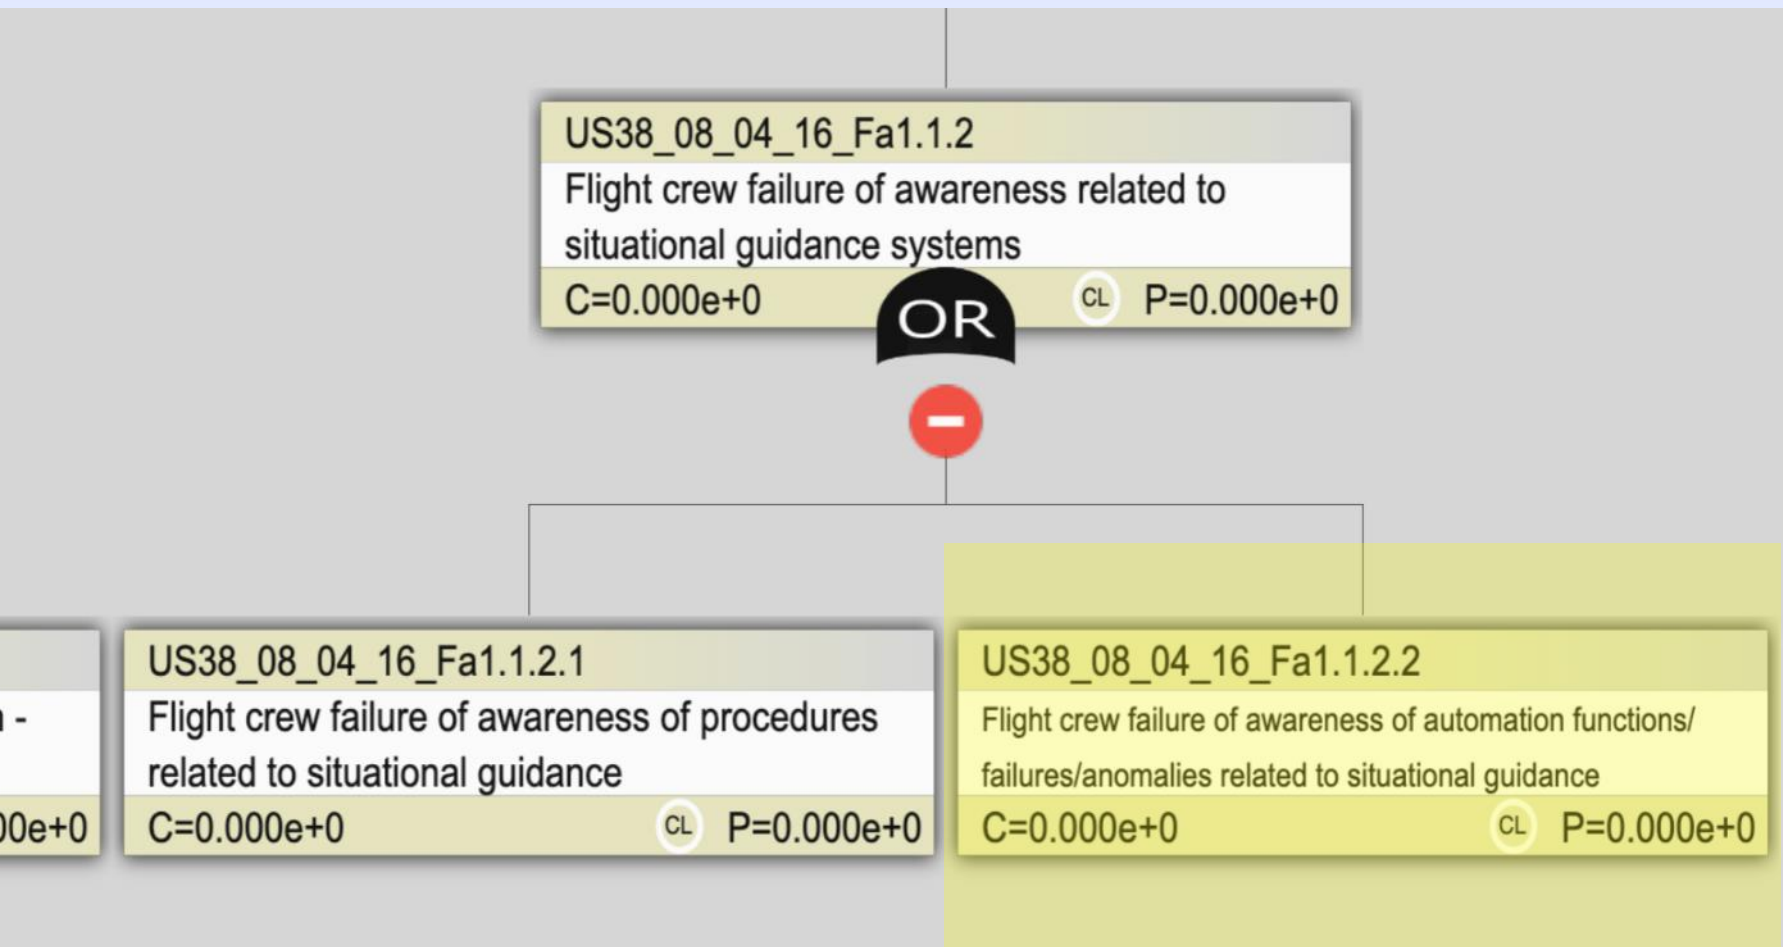 US38_08_04_16_Fa1.1.2
Flight crew failure of awareness related to
situational guidance systems
C=0.000e+0
OR
CL
P=0.000e+0
-
00e+0
US38_08_04_16_Fa1.1.2.1
Flight crew failure of awareness of procedures
related to situational guidance
C=0.000e+0
CL
P=0.000e+0
US38_08_04_16_Fa1.1.2.2
Flight crew failure of awareness of automation functions/
failures/anomalies related to situational guidance
C=0.000e+0
CL
P=0.000e+0